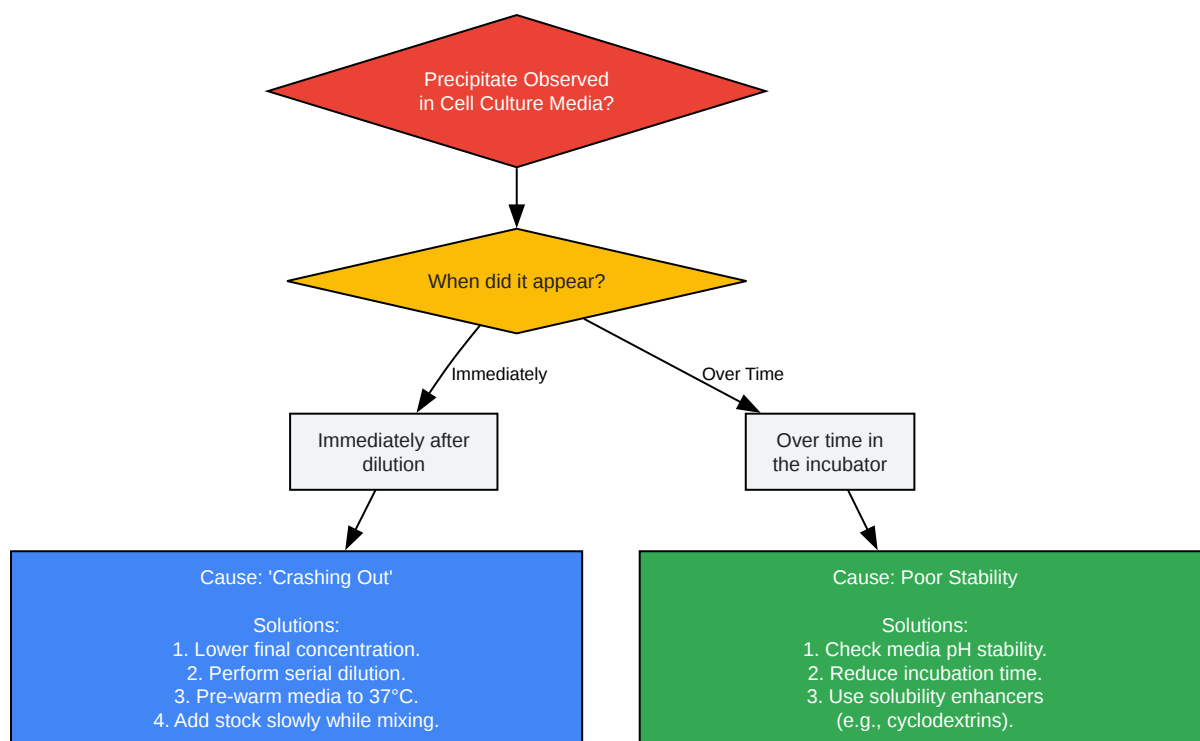 Precipitate Observed
in Cell Culture Media?
When did it appear?
Immediately
Over Time
Immediately after
dilution
Over time in
the incubator
Cause: 'Crashing Out'
Solutions:
1. Lower final concentration.
2. Perform serial dilution.
3. Pre-warm media to 37°C.
4. Add stock slowly while mixing.
Cause: Poor Stability
Solutions:
1. Check media pH stability.
2. Reduce incubation time.
3. Use solubility enhancers
(e.g., cyclodextrins).